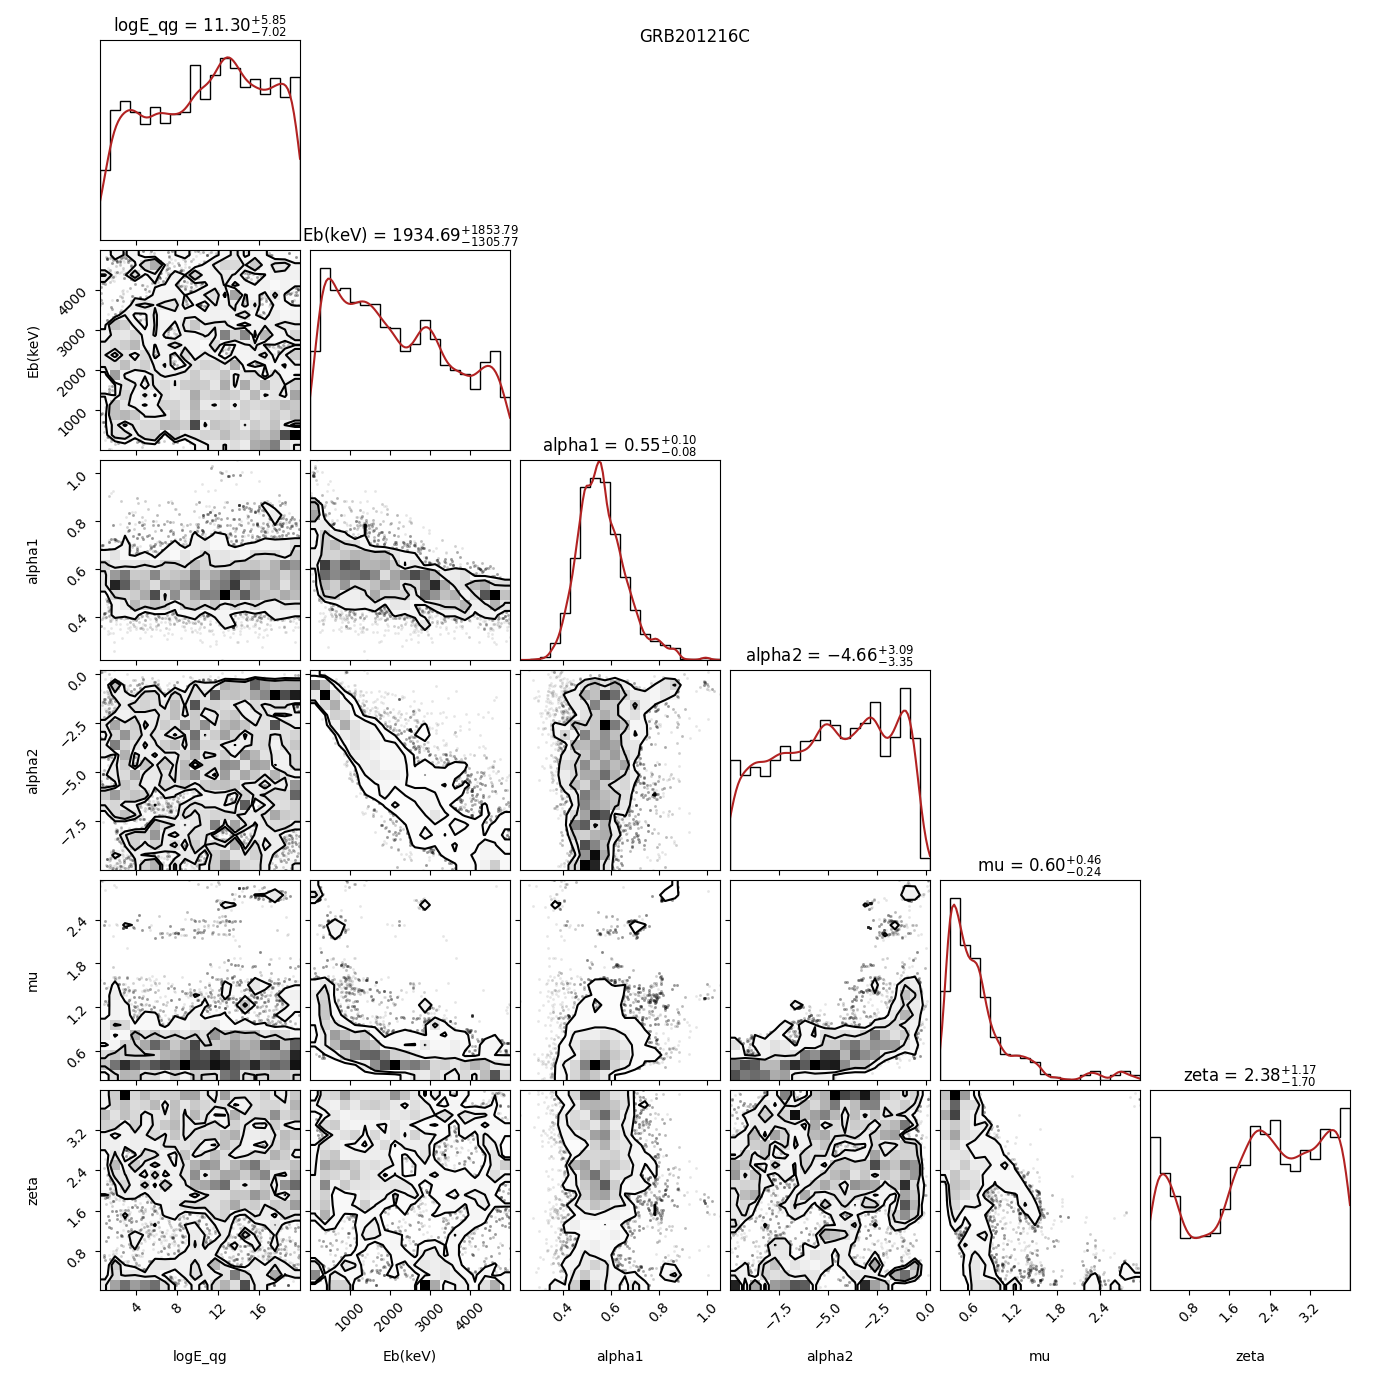 GRB201216C
logE_qg = 11.30 +5.85 −7.02
Eb(keV) = 1934.69 +1853.79 −1305.77
alpha1 = 0.55 +0.10 −0.08
alpha2 = −4.66 +3.09 −3.35
mu = 0.60 +0.46 −0.24
zeta = 2.38 +1.17 −1.70
Eb(keV)
4000
3000
2000
1000
alpha1
1.0
0.8
0.6
0.4
alpha2
0.0
−2.5
−5.0
−7.5
mu
2.4
1.8
1.2
0.6
zeta
3.2
2.4
1.6
0.8
4 8 12 16
1000 2000 3000 4000
0.4 0.6 0.8 1.0
−7.5 −5.0 −2.5 0.0
0.6 1.2 1.8 2.4
0.8 1.6 2.4 3.2
logE_qg Eb(keV) alpha1 alpha2 mu zeta